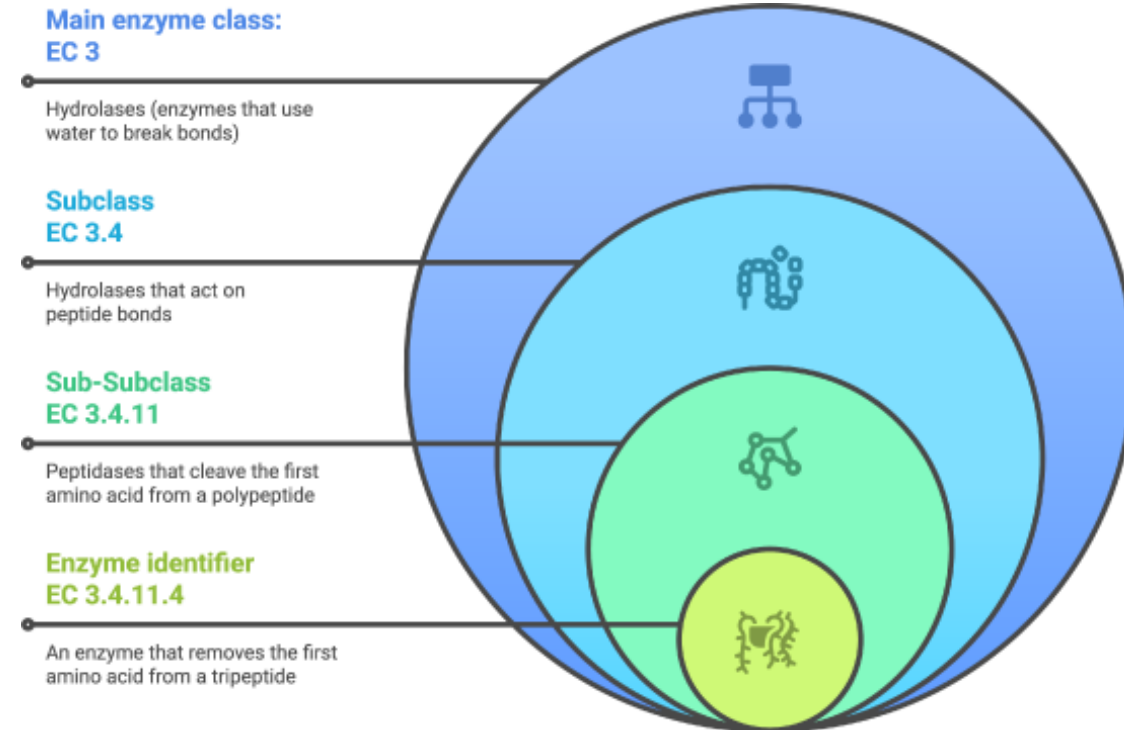 Main enzyme class:
EC 3
Hydrolases (enzymes that use
water to break bonds)
Subclass
EC 3.4
Hydrolases that act on
peptide bonds
Sub-Subclass
EC 3.4.11
Peptidases that cleave the first
amino acid from a polypeptide
Enzyme identifier
EC 3.4.11.4
An enzyme that removes the first
amino acid from a tripeptide